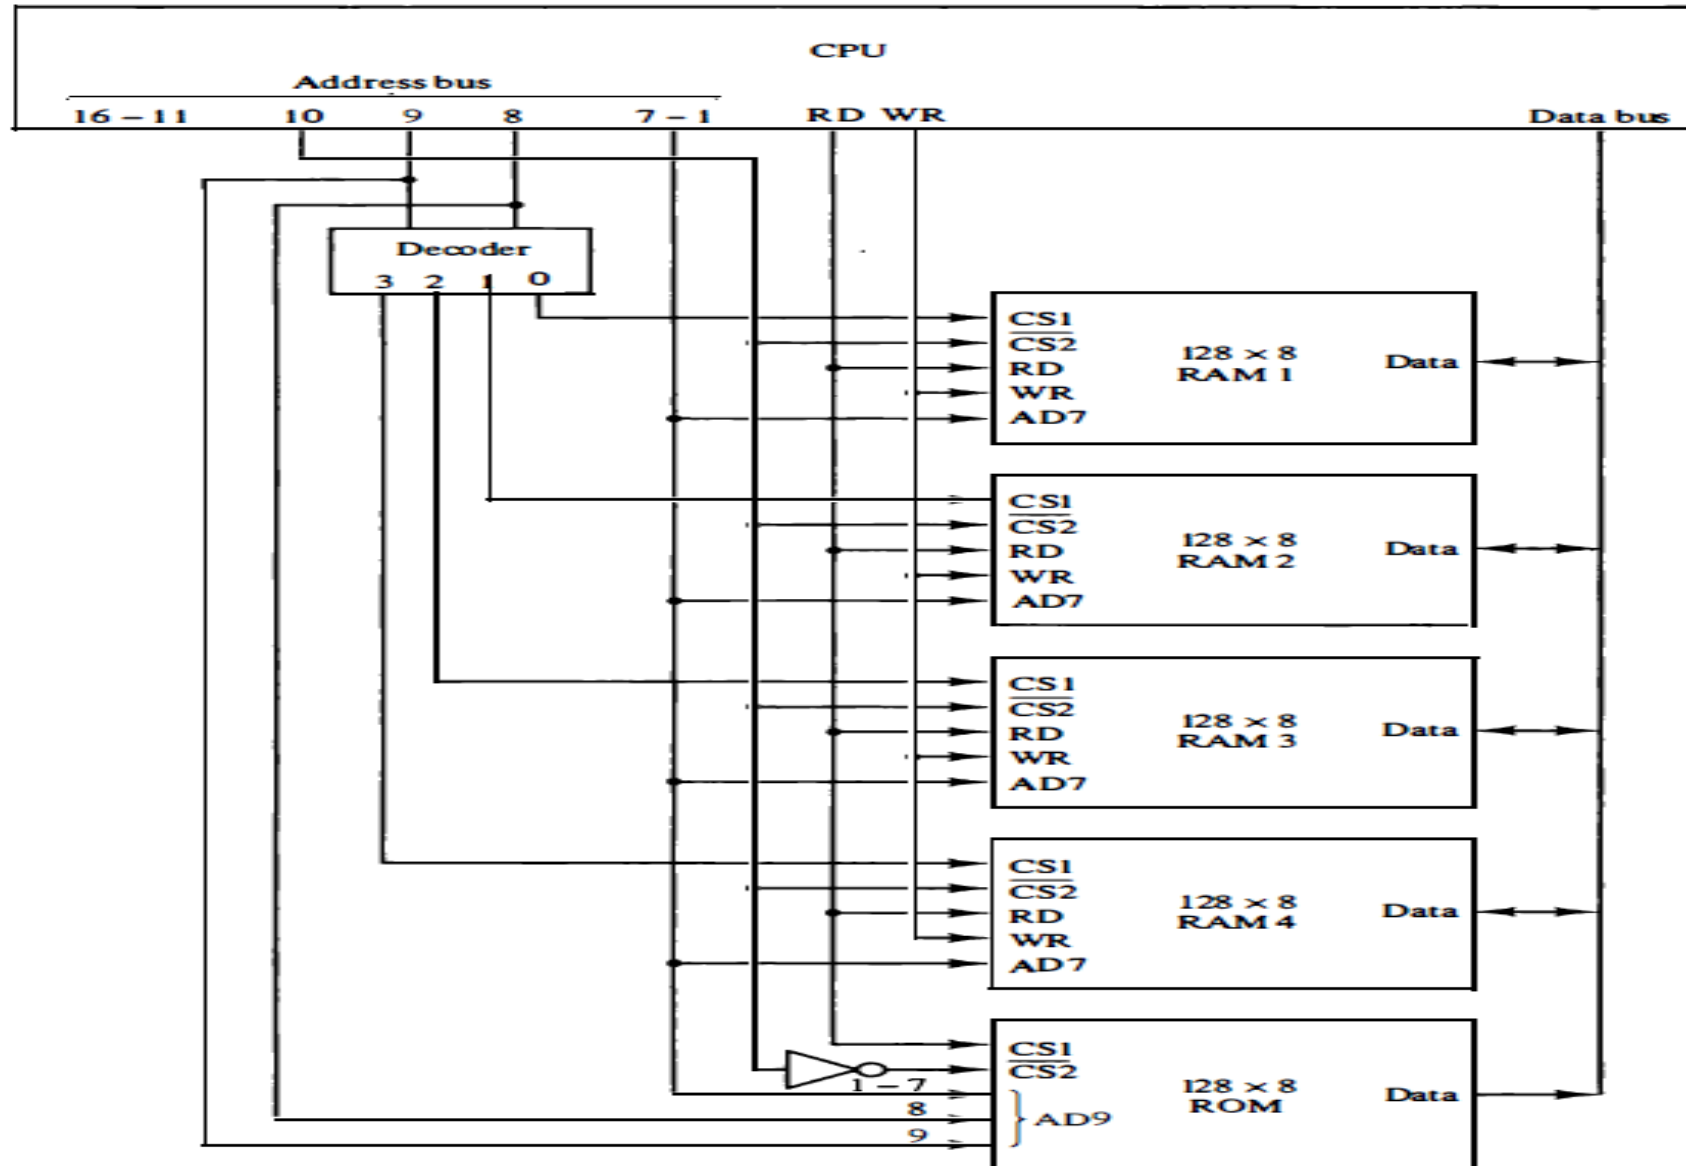 CPU
Address bus
16 – 11 10 9 8 7 – 1 RD WR Data bus
Decoder
3 2 1 0
CS1
CS2
RD
WR
AD7
128 × 8
RAM 1
Data
CS1
CS2
RD
WR
AD7
128 × 8
RAM 2
Data
CS1
CS2
RD
WR
AD7
128 × 8
RAM 3
Data
CS1
CS2
RD
WR
AD7
128 × 8
RAM 4
Data
CS1
CS2
1 – 7
8
9
} AD9
128 × 8
ROM
Data